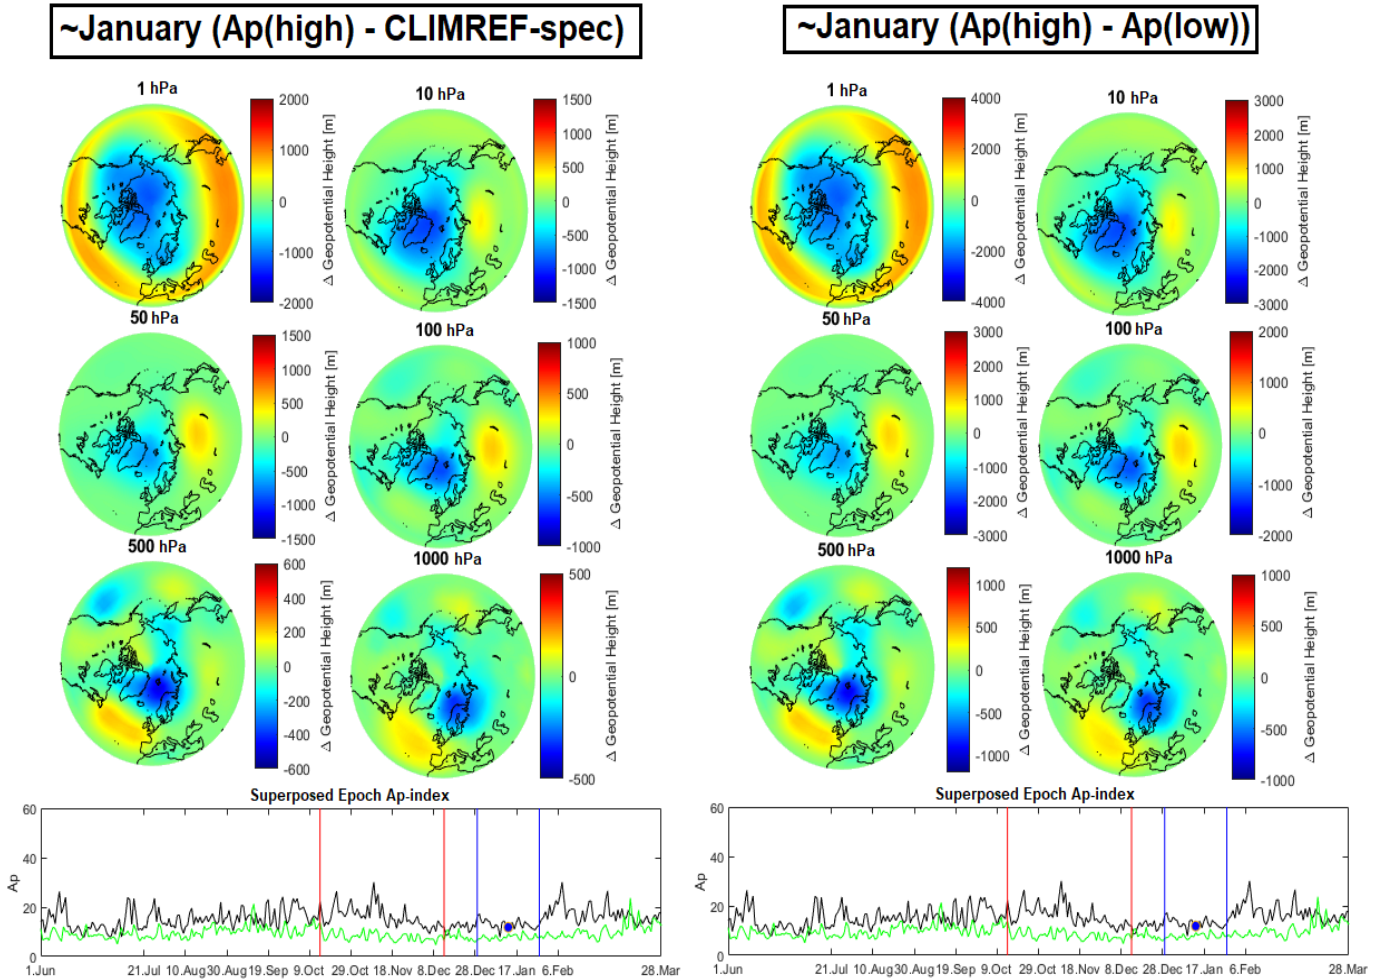 ~January (Ap(high) - CLIMREF-spec)
~January (Ap(high) - Ap(low))
1 hPa
2000
1000
0
-1000
-2000
Δ Geopotential Height [m]
10 hPa
1500
1000
500
0
-500
-1000
-1500
Δ Geopotential Height [m]
1 hPa
4000
2000
0
-2000
-4000
Δ Geopotential Height [m]
10 hPa
3000
2000
1000
0
-1000
-2000
-3000
Δ Geopotential Height [m]
50 hPa
1500
1000
500
0
-500
-1000
-1500
Δ Geopotential Height [m]
100 hPa
1000
500
0
-500
-1000
Δ Geopotential Height [m]
50 hPa
3000
2000
1000
0
-1000
-2000
-3000
Δ Geopotential Height [m]
100 hPa
2000
1000
0
-1000
-2000
Δ Geopotential Height [m]
500 hPa
600
400
200
0
-200
-400
-600
Δ Geopotential Height [m]
1000 hPa
500
0
-500
Δ Geopotential Height [m]
500 hPa
1000
500
0
-500
-1000
Δ Geopotential Height [m]
1000 hPa
1000
500
0
-500
-1000
Δ Geopotential Height [m]
Superposed Epoch Ap-index
60
40
20
0
Ap
1.Jun 21.Jul 10.Aug 30.Aug 19.Sep 9.Oct 29.Oct 18.Nov 8.Dec 28.Dec 17.Jan 6.Feb 28.Mar
Superposed Epoch Ap-index
60
40
20
0
Ap
1.Jun 21.Jul 10.Aug 30.Aug 19.Sep 9.Oct 29.Oct 18.Nov 8.Dec 28.Dec 17.Jan 6.Feb 28.Mar